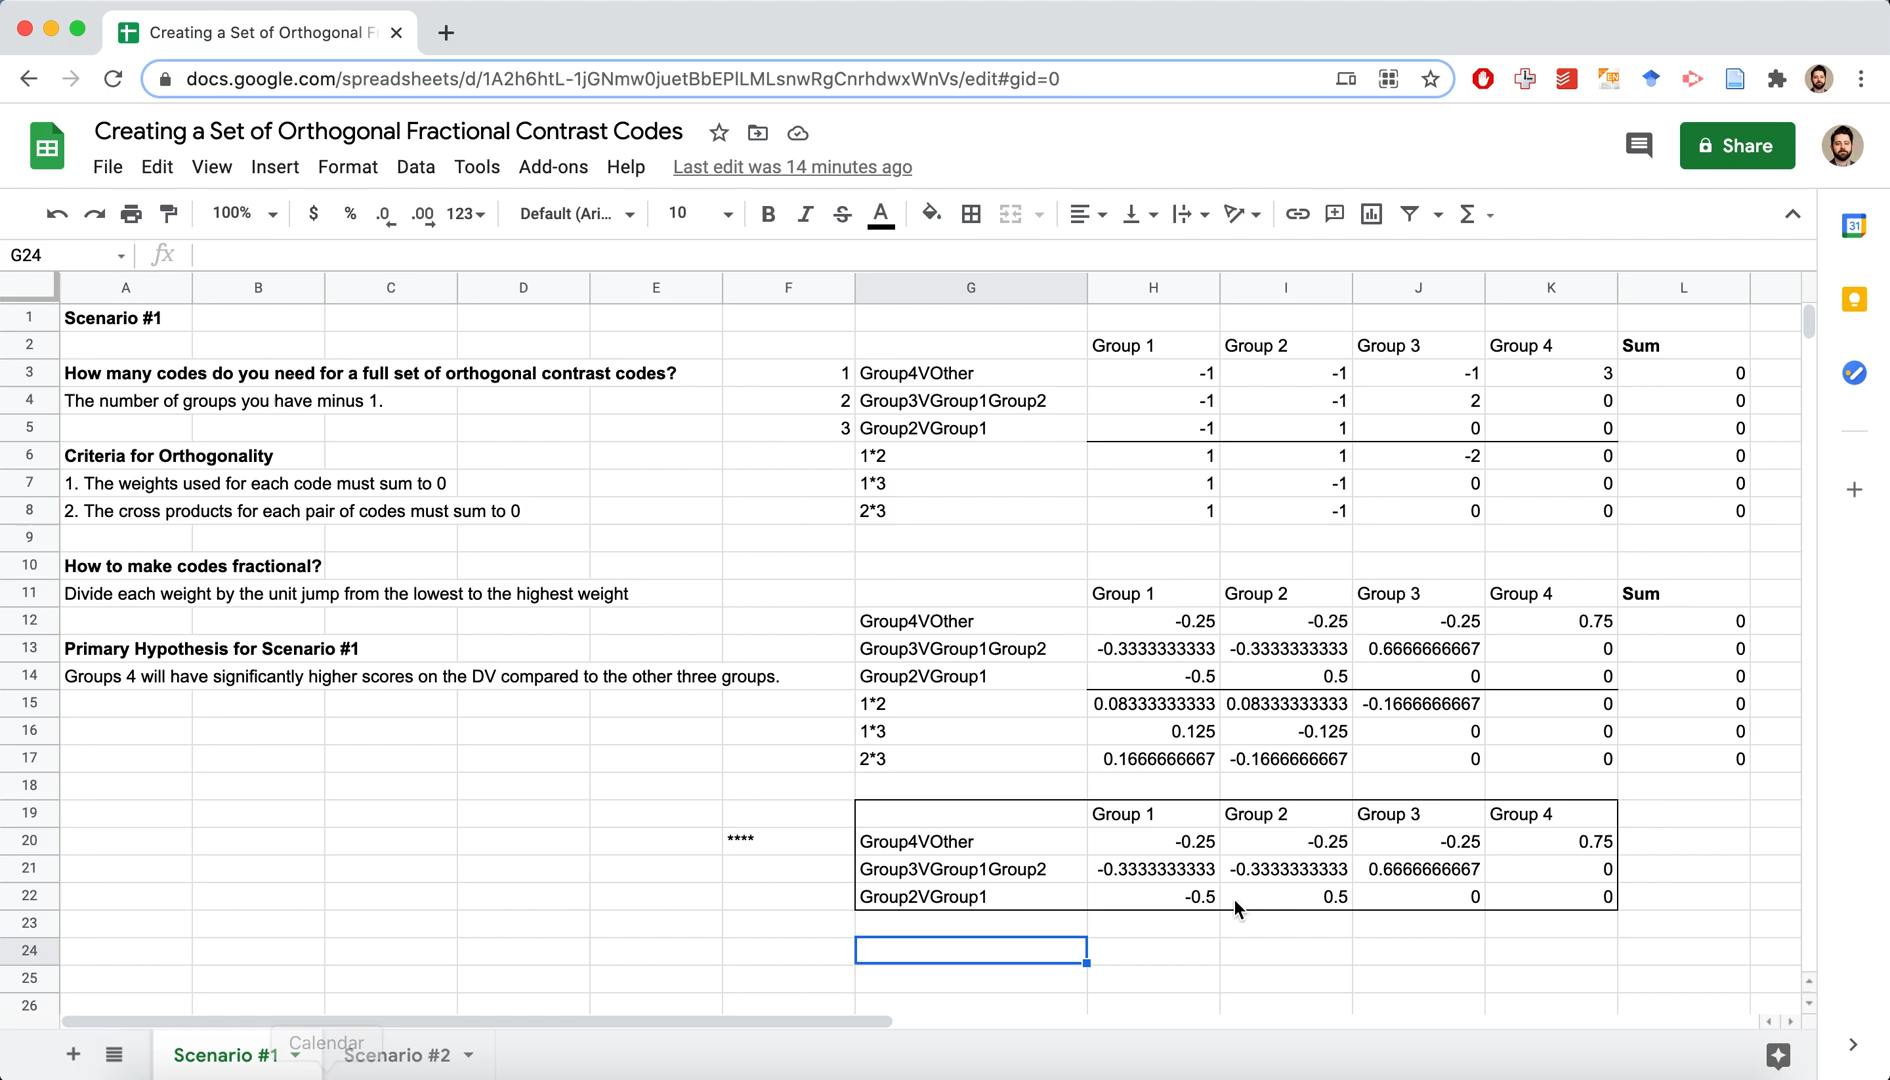 Creating a Set of Orthogonal F
docs.google.com/spreadsheets/d/1A2h6htL-1jGNmw0juetBbEPlLMLsnwRgCnrhdwxWnVs/edit#gid=0
Creating a Set of Orthogonal Fractional Contrast Codes
Share
File Edit View Insert Format Data Tools Add-ons Help Last edit was 14 minutes ago
100% $ % .0 .00 123 Default (Ari... 10 B I S A Σ
31
G24 fx
A B C D E F G H I J K L
1 Scenario #1
2 Group 1 Group 2 Group 3 Group 4 Sum
3 How many codes do you need for a full set of orthogonal contrast codes? 1 Group4VOther -1 -1 -1 3 0
4 The number of groups you have minus 1. 2 Group3VGroup1Group2 -1 -1 2 0 0
5 3 Group2VGroup1 -1 1 0 0 0
6 Criteria for Orthogonality 1*2 1 1 -2 0 0
7 1. The weights used for each code must sum to 0 1*3 1 -1 0 0 0
8 2. The cross products for each pair of codes must sum to 0 2*3 1 -1 0 0 0
9
10 How to make codes fractional?
11 Divide each weight by the unit jump from the lowest to the highest weight Group 1 Group 2 Group 3 Group 4 Sum
12 Group4VOther -0.25 -0.25 -0.25 0.75 0
13 Primary Hypothesis for Scenario #1 Group3VGroup1Group2 -0.3333333333 -0.3333333333 0.6666666667 0 0
14 Groups 4 will have significantly higher scores on the DV compared to the other three groups. Group2VGroup1 -0.5 0.5 0 0 0
15 1*2 0.08333333333 0.08333333333 -0.1666666667 0 0
16 1*3 0.125 -0.125 0 0 0
17 2*3 0.1666666667 -0.1666666667 0 0 0
18
19 Group 1 Group 2 Group 3 Group 4
20 **** Group4VOther -0.25 -0.25 -0.25 0.75
21 Group3VGroup1Group2 -0.3333333333 -0.3333333333 0.6666666667 0
22 Group2VGroup1 -0.5 0.5 0 0
23
24
25
26
Calendar
Scenario #1 Scenario #2